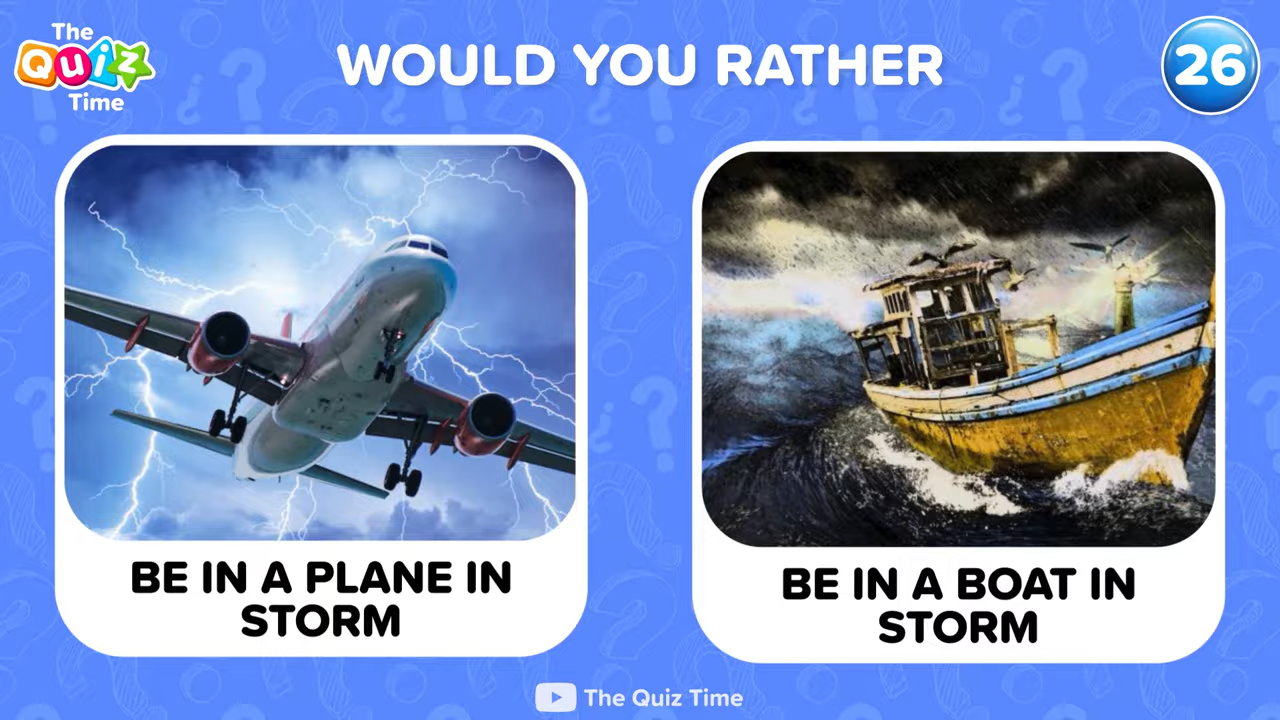 The
Quiz
Time
WOULD YOU RATHER
26
BE IN A PLANE IN
STORM
BE IN A BOAT IN
STORM
The Quiz Time